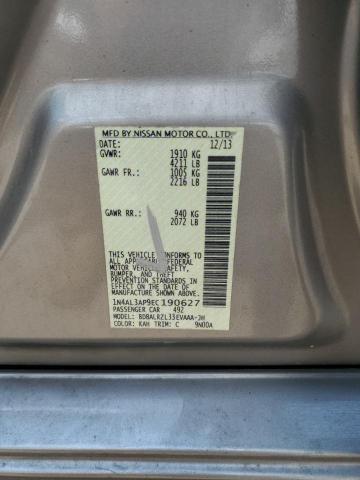 MFD BY NISSAN MOTOR CO., LTD.
DATE: 12/13
GVWR: 1910 KG
4211 LB
GAWR FR: 1005 KG
2216 LB
GAWR RR: 940 KG
2072 LB
THIS VEHICLE CONFORMS TO
ALL APPLICABLE FEDERAL
MOTOR VEHICLE SAFETY,
BUMPER, AND THEFT
PREVENTION STANDARDS
IN EFFECT ON THE DATE OF
MANUFACTURE SHOWN ABOVE.
1N4AL3AP9EC190627
PASSENGER CAR 49Z
MODEL: BDBALRZL33EVAAA-JH
COLOR: KAH TRIM: C 9N00A